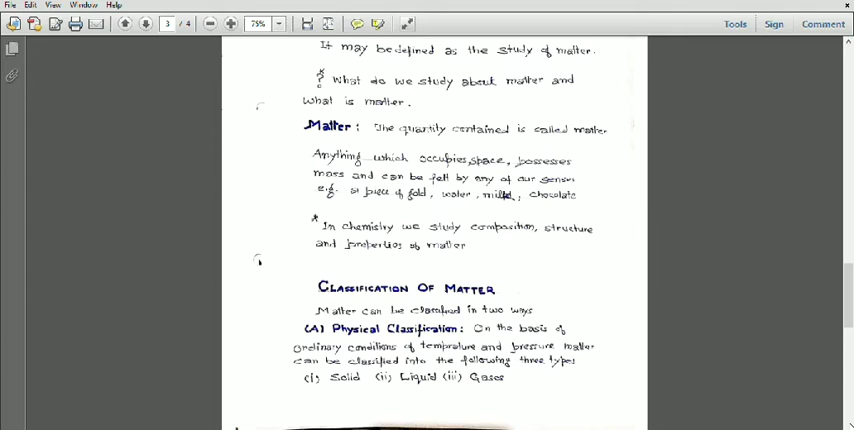 File Edit View Window Help
3 / 4 75% Tools Sign Comment
It may be defined as the study of matter.
? What do we study about matter and
what is matter.
Matter: The quantity contained is called matter
Anything which occupies space, possesses
mass and can be felt by any of our senses
e.g. a piece of gold, water, milk, chocolate
* In chemistry we study composition, structure
and properties of matter
CLASSIFICATION OF MATTER
Matter can be classified in two ways
(A) Physical Classification: On the basis of
ordinary conditions of temprature and pressure matter
can be classified into the following three types
(i) Solid (ii) Liquid (iii) Gases